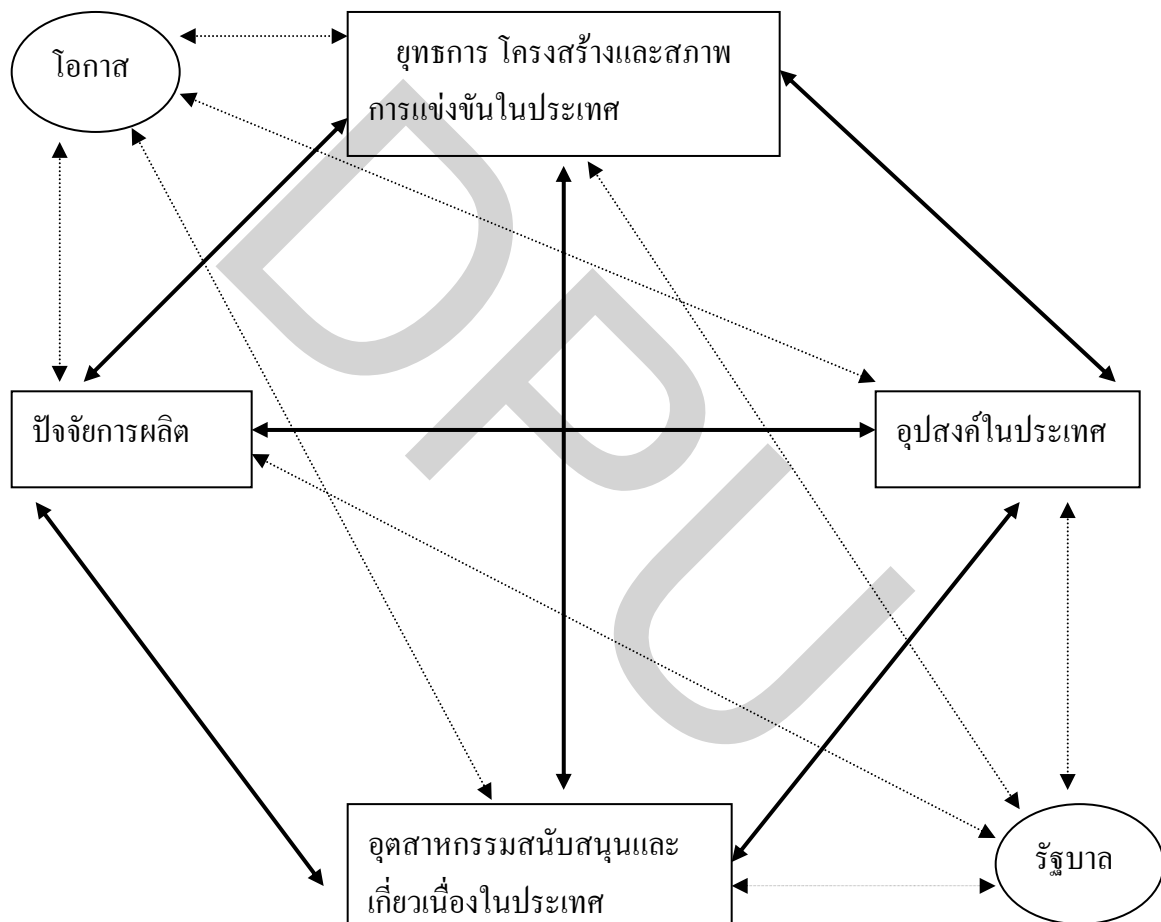 โอกาส
ยุทธการ โครงสร้างและสภาพ
การแข่งขันในประเทศ
ปัจจัยการผลิต
อุปสงค์ในประเทศ
อุตสาหกรรมสนับสนุนและ
เกี่ยวเนื่องในประเทศ
รัฐบาล
DPU